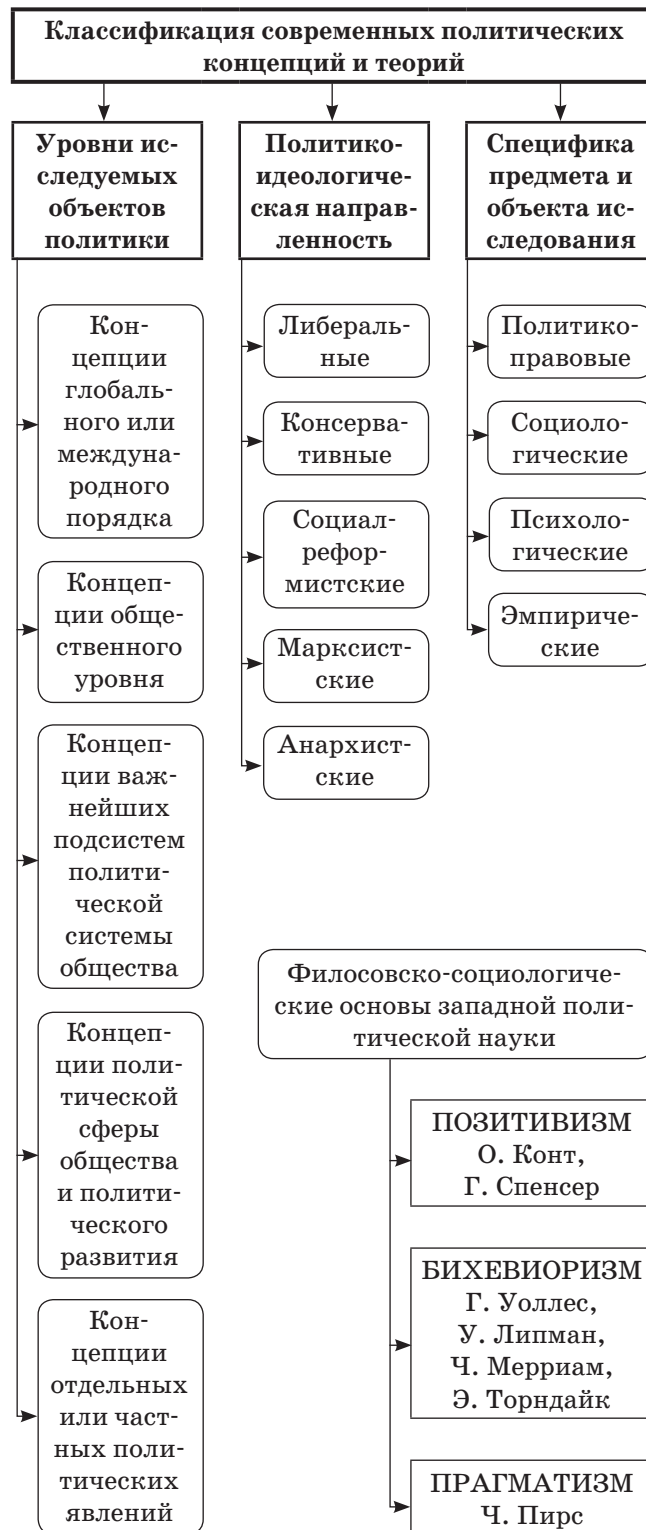 Классификация современных политических
концепций и теорий
Уровни ис-
следуемых
объектов
политики
Кон-
цепции
глобаль-
ного или
междуна-
родного
порядка
Концеп-
ции обще-
ственного
уровня
Концеп-
ции важ-
нейших
подсистем
полити-
ческой
системы
общества
Концеп-
ции поли-
тической
сферы
общества
и полити-
ческого
развития
Кон-
цепции
отдельных
или част-
ных поли-
тических
явлений
Политико-
идеологиче-
ская направ-
ленность
Либераль-
ные
Консерва-
тивные
Социал-
рефор-
мистские
Марксист-
ские
Анархист-
ские
Специфика
предмета и
объекта ис-
следования
Политико-
правовые
Социоло-
гические
Психоло-
гические
Эмпириче-
ские
Филосовско-социологиче-
ские основы западной поли-
тической науки
ПОЗИТИВИЗМ
О. Конт,
Г. Спенсер
БИХЕВИОРИЗМ
Г. Уоллес,
У. Липман,
Ч. Мерриам,
Э. Торндайк
ПРАГМАТИЗМ
Ч. Пирс